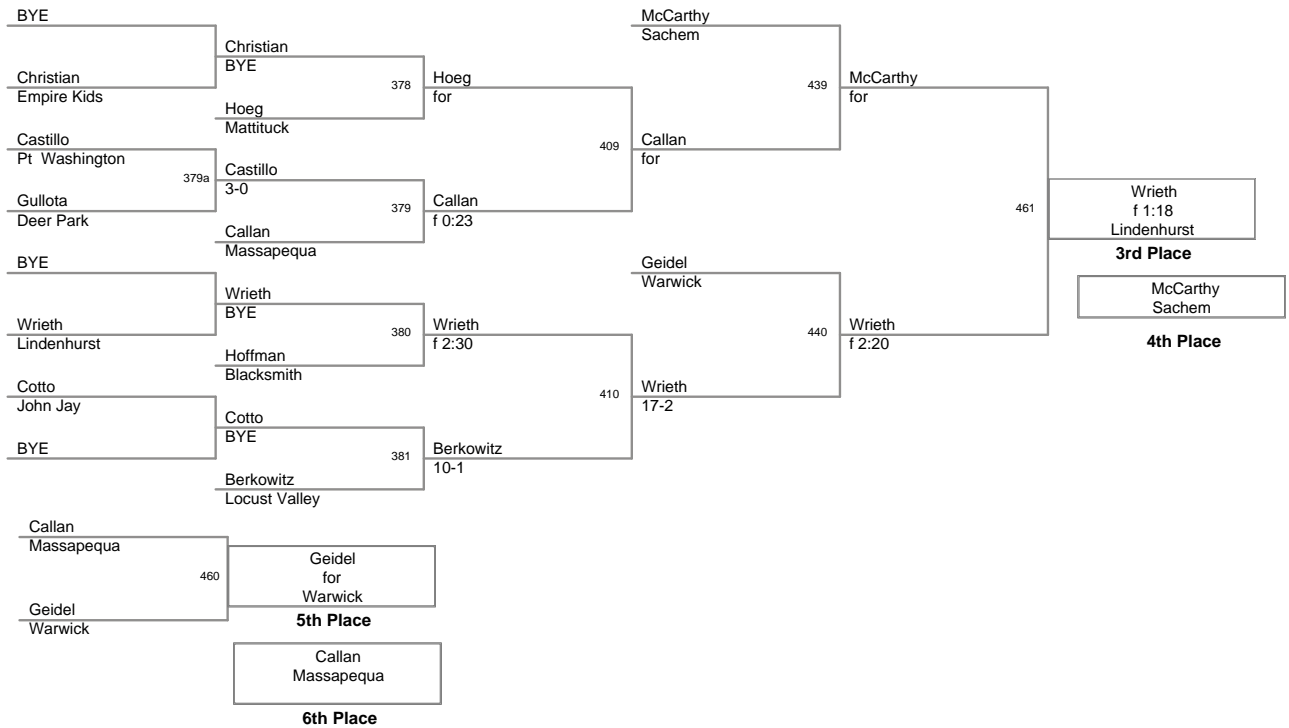 BYE
Christian
Empire Kids
Castillo
Pt Washington
379a
Gullota
Deer Park
BYE
Wrieth
Lindenhurst
Cotto
John Jay
BYE
Christian
BYE
378
Hoeg
Mattituck
Castillo
3-0
379
Callan
Massapequa
Wrieth
BYE
380
Hoffman
Blacksmith
Cotto
BYE
381
Berkowitz
Locust Valley
Hoeg
for
409
Callan
f 0:23
Wrieth
f 2:30
410
Berkowitz
10-1
McCarthy
Sachem
439
Callan
for
Geidel
Warwick
440
Wrieth
17-2
McCarthy
for
461
Wrieth
f 2:20
Wrieth
f 1:18
Lindenhurst
3rd Place
McCarthy
Sachem
4th Place
Callan
Massapequa
460
Geidel
Warwick
Geidel
for
Warwick
5th Place
Callan
Massapequa
6th Place